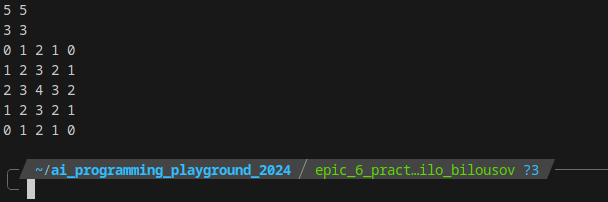 5 5
3 3
0 1 2 1 0
1 2 3 2 1
2 3 4 3 2
1 2 3 2 1
0 1 2 1 0
~/ai_programming_playground_2024 / epic_6_pract…ilo_bilousov ?3